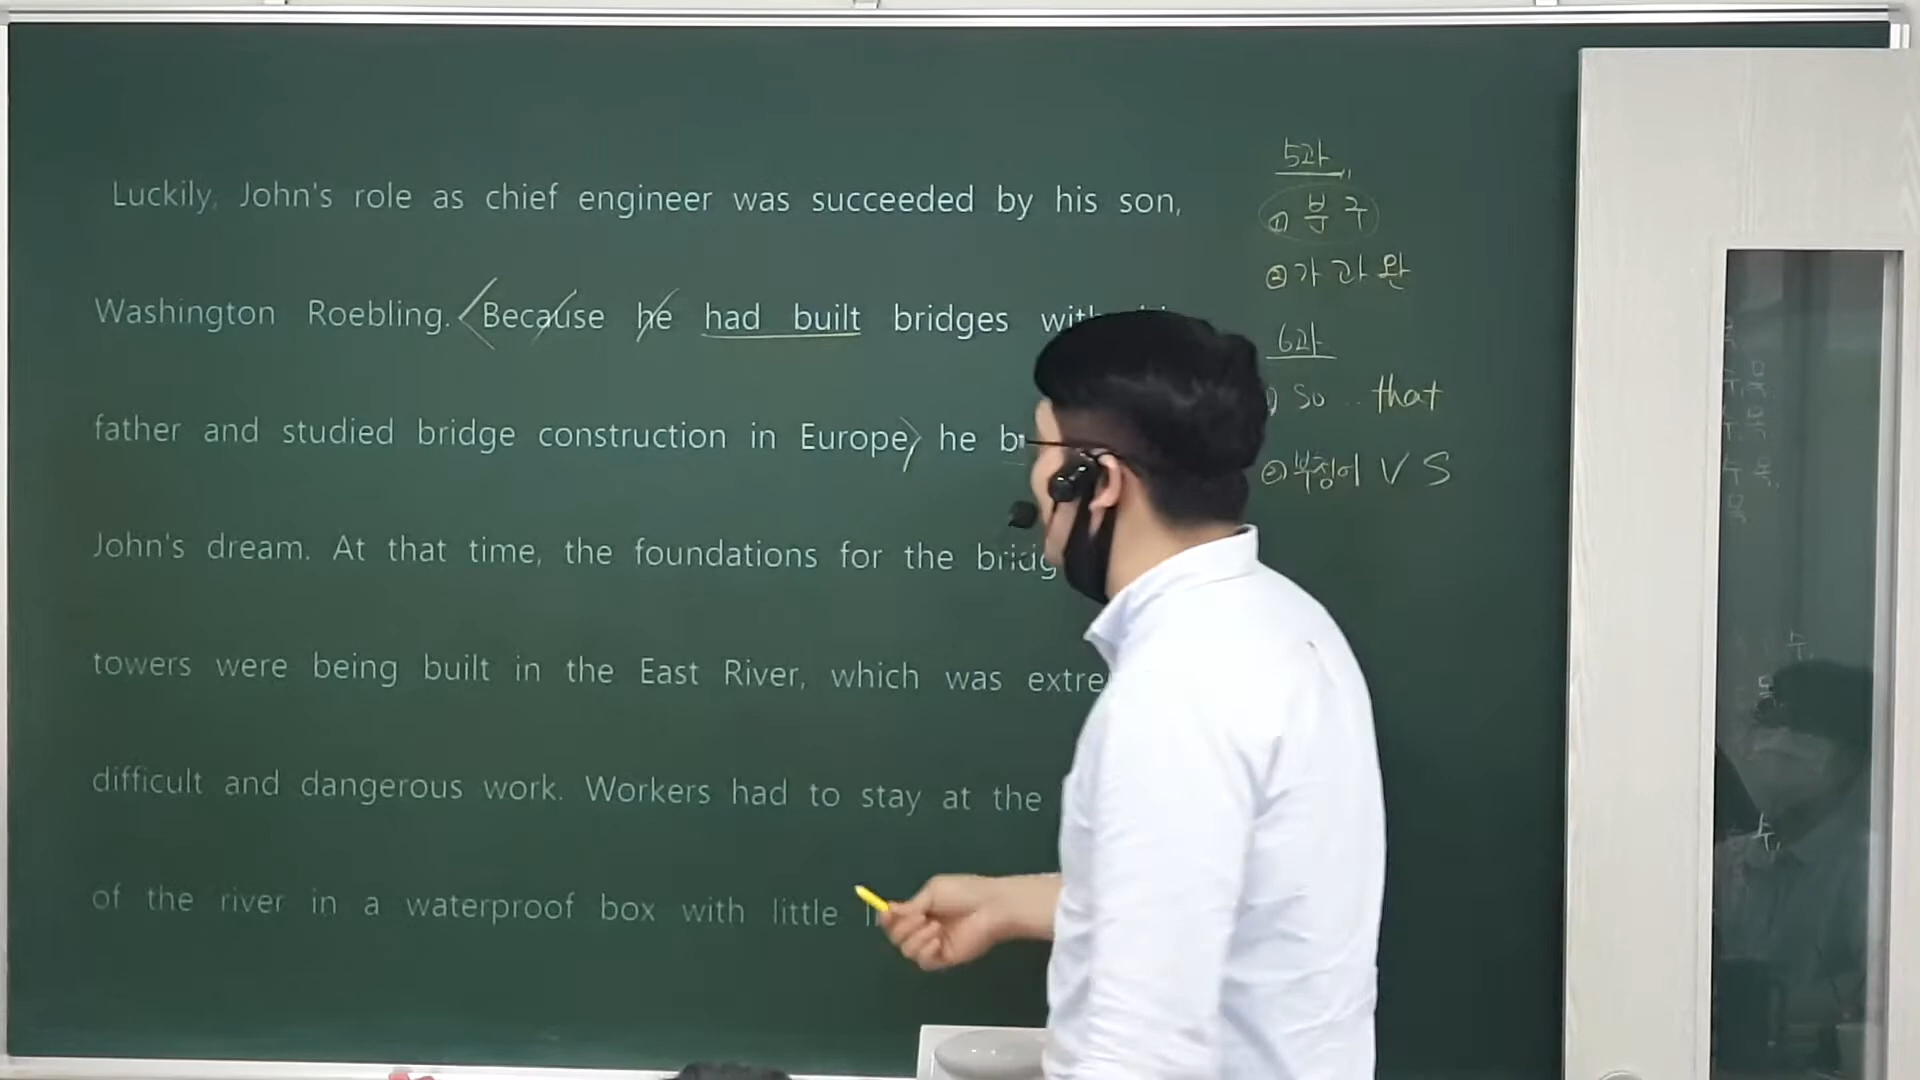 Luckily, John's role as chief engineer was succeeded by his son,
Washington Roebling. Because he had built bridges with
father and studied bridge construction in Europe, he
John's dream. At that time, the foundations for the
towers were being built in the East River, which was
difficult and dangerous work. Workers had to stay at the
of the river in a waterproof box with little
5과
① 분 구
② 가 과 완
6과
① So .. that
② 부정어 V S